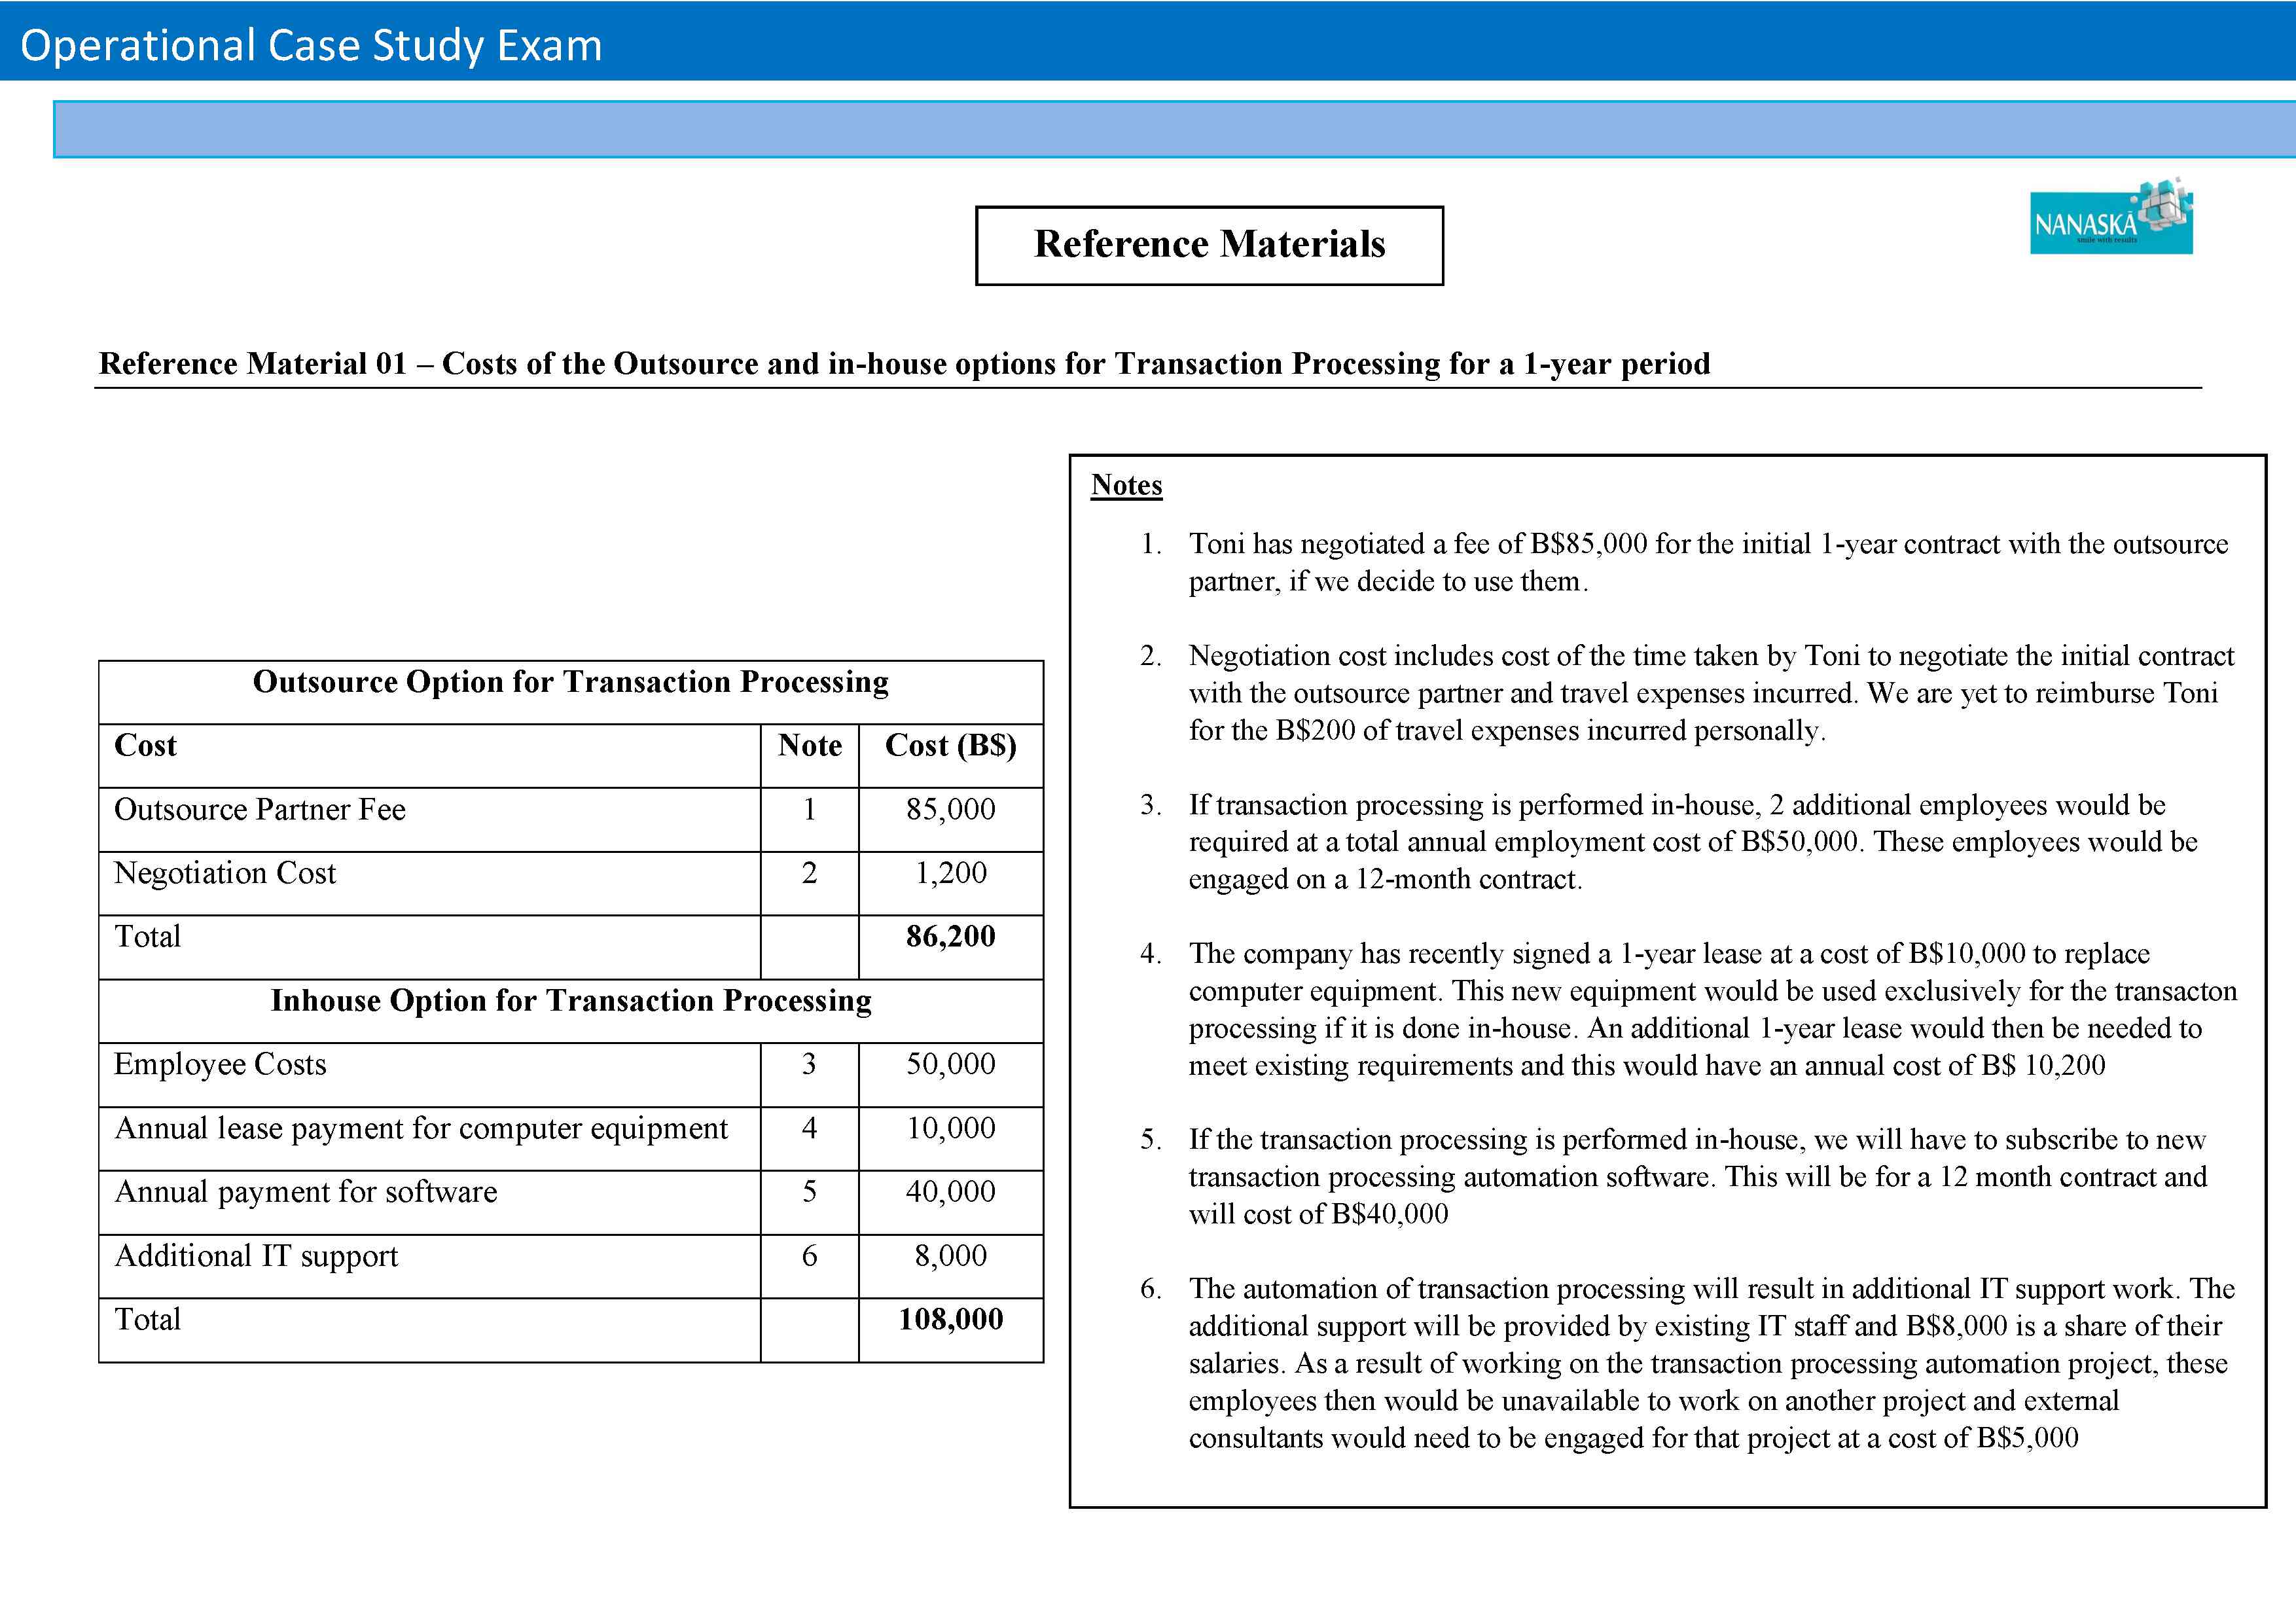 Operational Case Study Exam
NANASKA
smile with results
Reference Materials
Reference Material 01 – Costs of the Outsource and in-house options for Transaction Processing for a 1-year period
Outsource Option for Transaction Processing
Cost Note Cost (B$)
Outsource Partner Fee 1 85,000
Negotiation Cost 2 1,200
Total 86,200
Inhouse Option for Transaction Processing
Employee Costs 3 50,000
Annual lease payment for computer equipment 4 10,000
Annual payment for software 5 40,000
Additional IT support 6 8,000
Total 108,000
Notes
1. Toni has negotiated a fee of B$85,000 for the initial 1-year contract with the outsource
partner, if we decide to use them.
2. Negotiation cost includes cost of the time taken by Toni to negotiate the initial contract
with the outsource partner and travel expenses incurred. We are yet to reimburse Toni
for the B$200 of travel expenses incurred personally.
3. If transaction processing is performed in-house, 2 additional employees would be
required at a total annual employment cost of B$50,000. These employees would be
engaged on a 12-month contract.
4. The company has recently signed a 1-year lease at a cost of B$10,000 to replace
computer equipment. This new equipment would be used exclusively for the transacton
processing if it is done in-house. An additional 1-year lease would then be needed to
meet existing requirements and this would have an annual cost of B$ 10,200
5. If the transaction processing is performed in-house, we will have to subscribe to new
transaction processing automation software. This will be for a 12 month contract and
will cost of B$40,000
6. The automation of transaction processing will result in additional IT support work. The
additional support will be provided by existing IT staff and B$8,000 is a share of their
salaries. As a result of working on the transaction processing automation project, these
employees then would be unavailable to work on another project and external
consultants would need to be engaged for that project at a cost of B$5,000